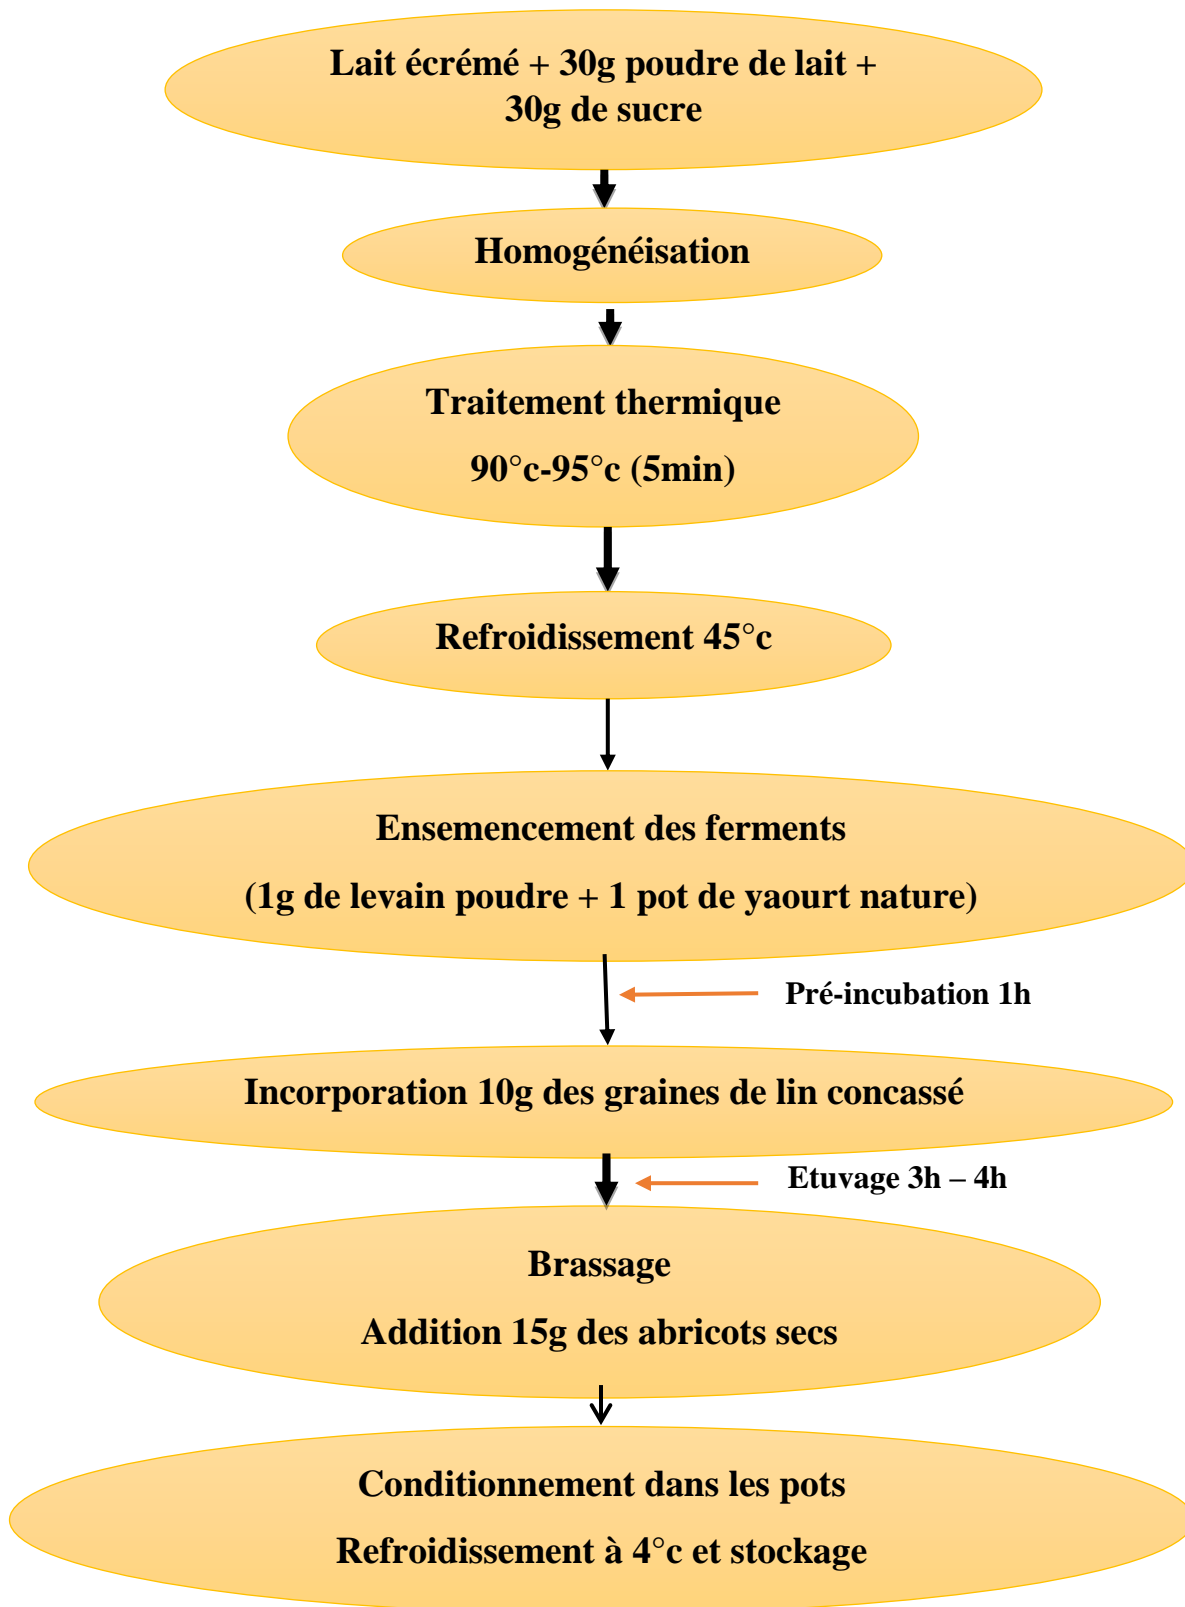 Lait écrémé + 30g poudre de lait +
30g de sucre
Homogénéisation
Traitement thermique
90°c-95°c (5min)
Refroidissement 45°c
Ensemencement des ferments
(1g de levain poudre + 1 pot de yaourt nature)
Pré-incubation 1h
Incorporation 10g des graines de lin concassé
Etuvage 3h – 4h
Brassage
Addition 15g des abricots secs
Conditionnement dans les pots
Refroidissement à 4°c et stockage